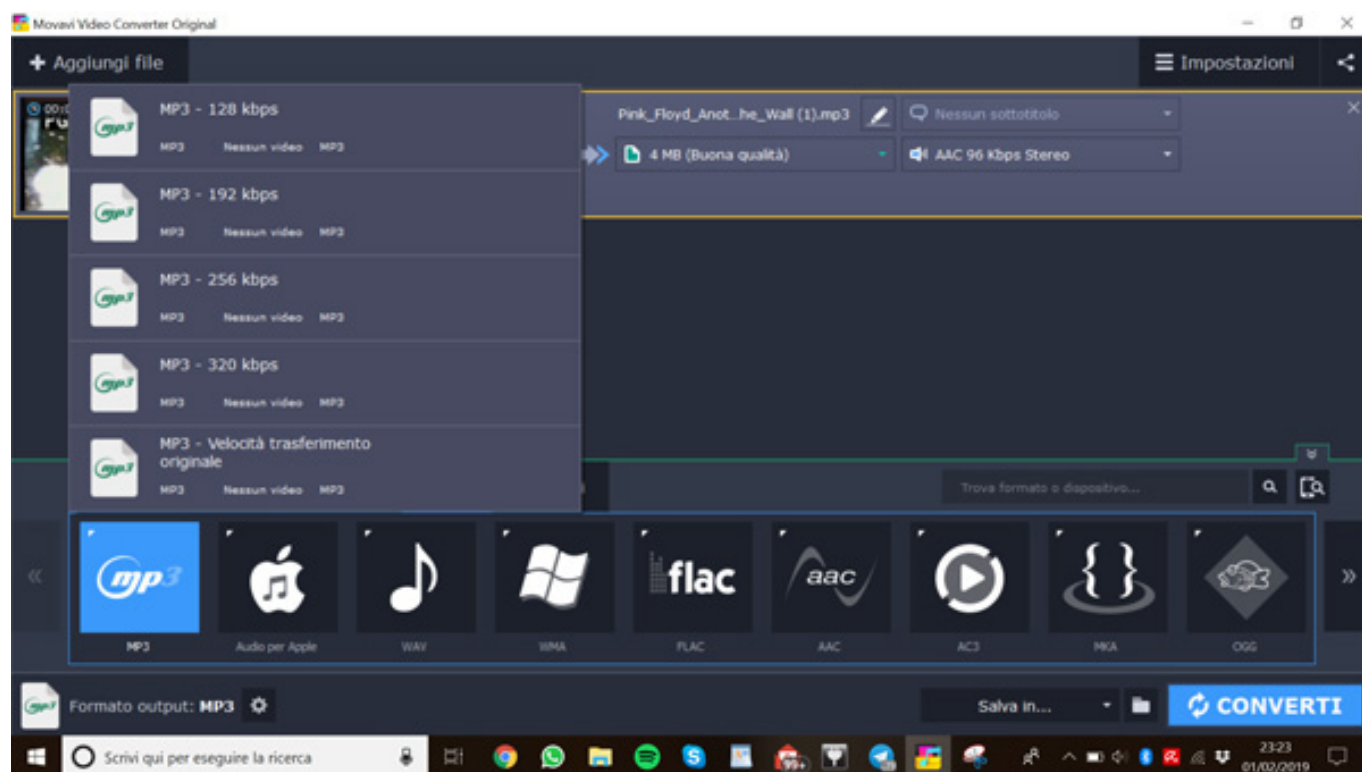 Movavi Video Converter Original
+ Aggiungi file
Impostazioni
MP3 - 128 kbps
MP3 Nessun video MP3
MP3 - 192 kbps
MP3 Nessun video MP3
MP3 - 256 kbps
MP3 Nessun video MP3
MP3 - 320 kbps
MP3 Nessun video MP3
MP3 - Velocità trasferimento
originale
MP3 Nessun video MP3
Pink_Floyd_Anot...he_Wall (1).mp3
Nessun sottotitolo
4 MB (Buona qualità)
AAC 96 Kbps Stereo
Trova formato o dispositivo...
mp3
flac
aac
MP3
Audio per Apple
WAV
WMA
FLAC
AAC
AC3
MKA
OGG
Formato output: MP3
Salva in...
CONVERTI
Scrivi qui per eseguire la ricerca
99+
23:23
01/02/2019